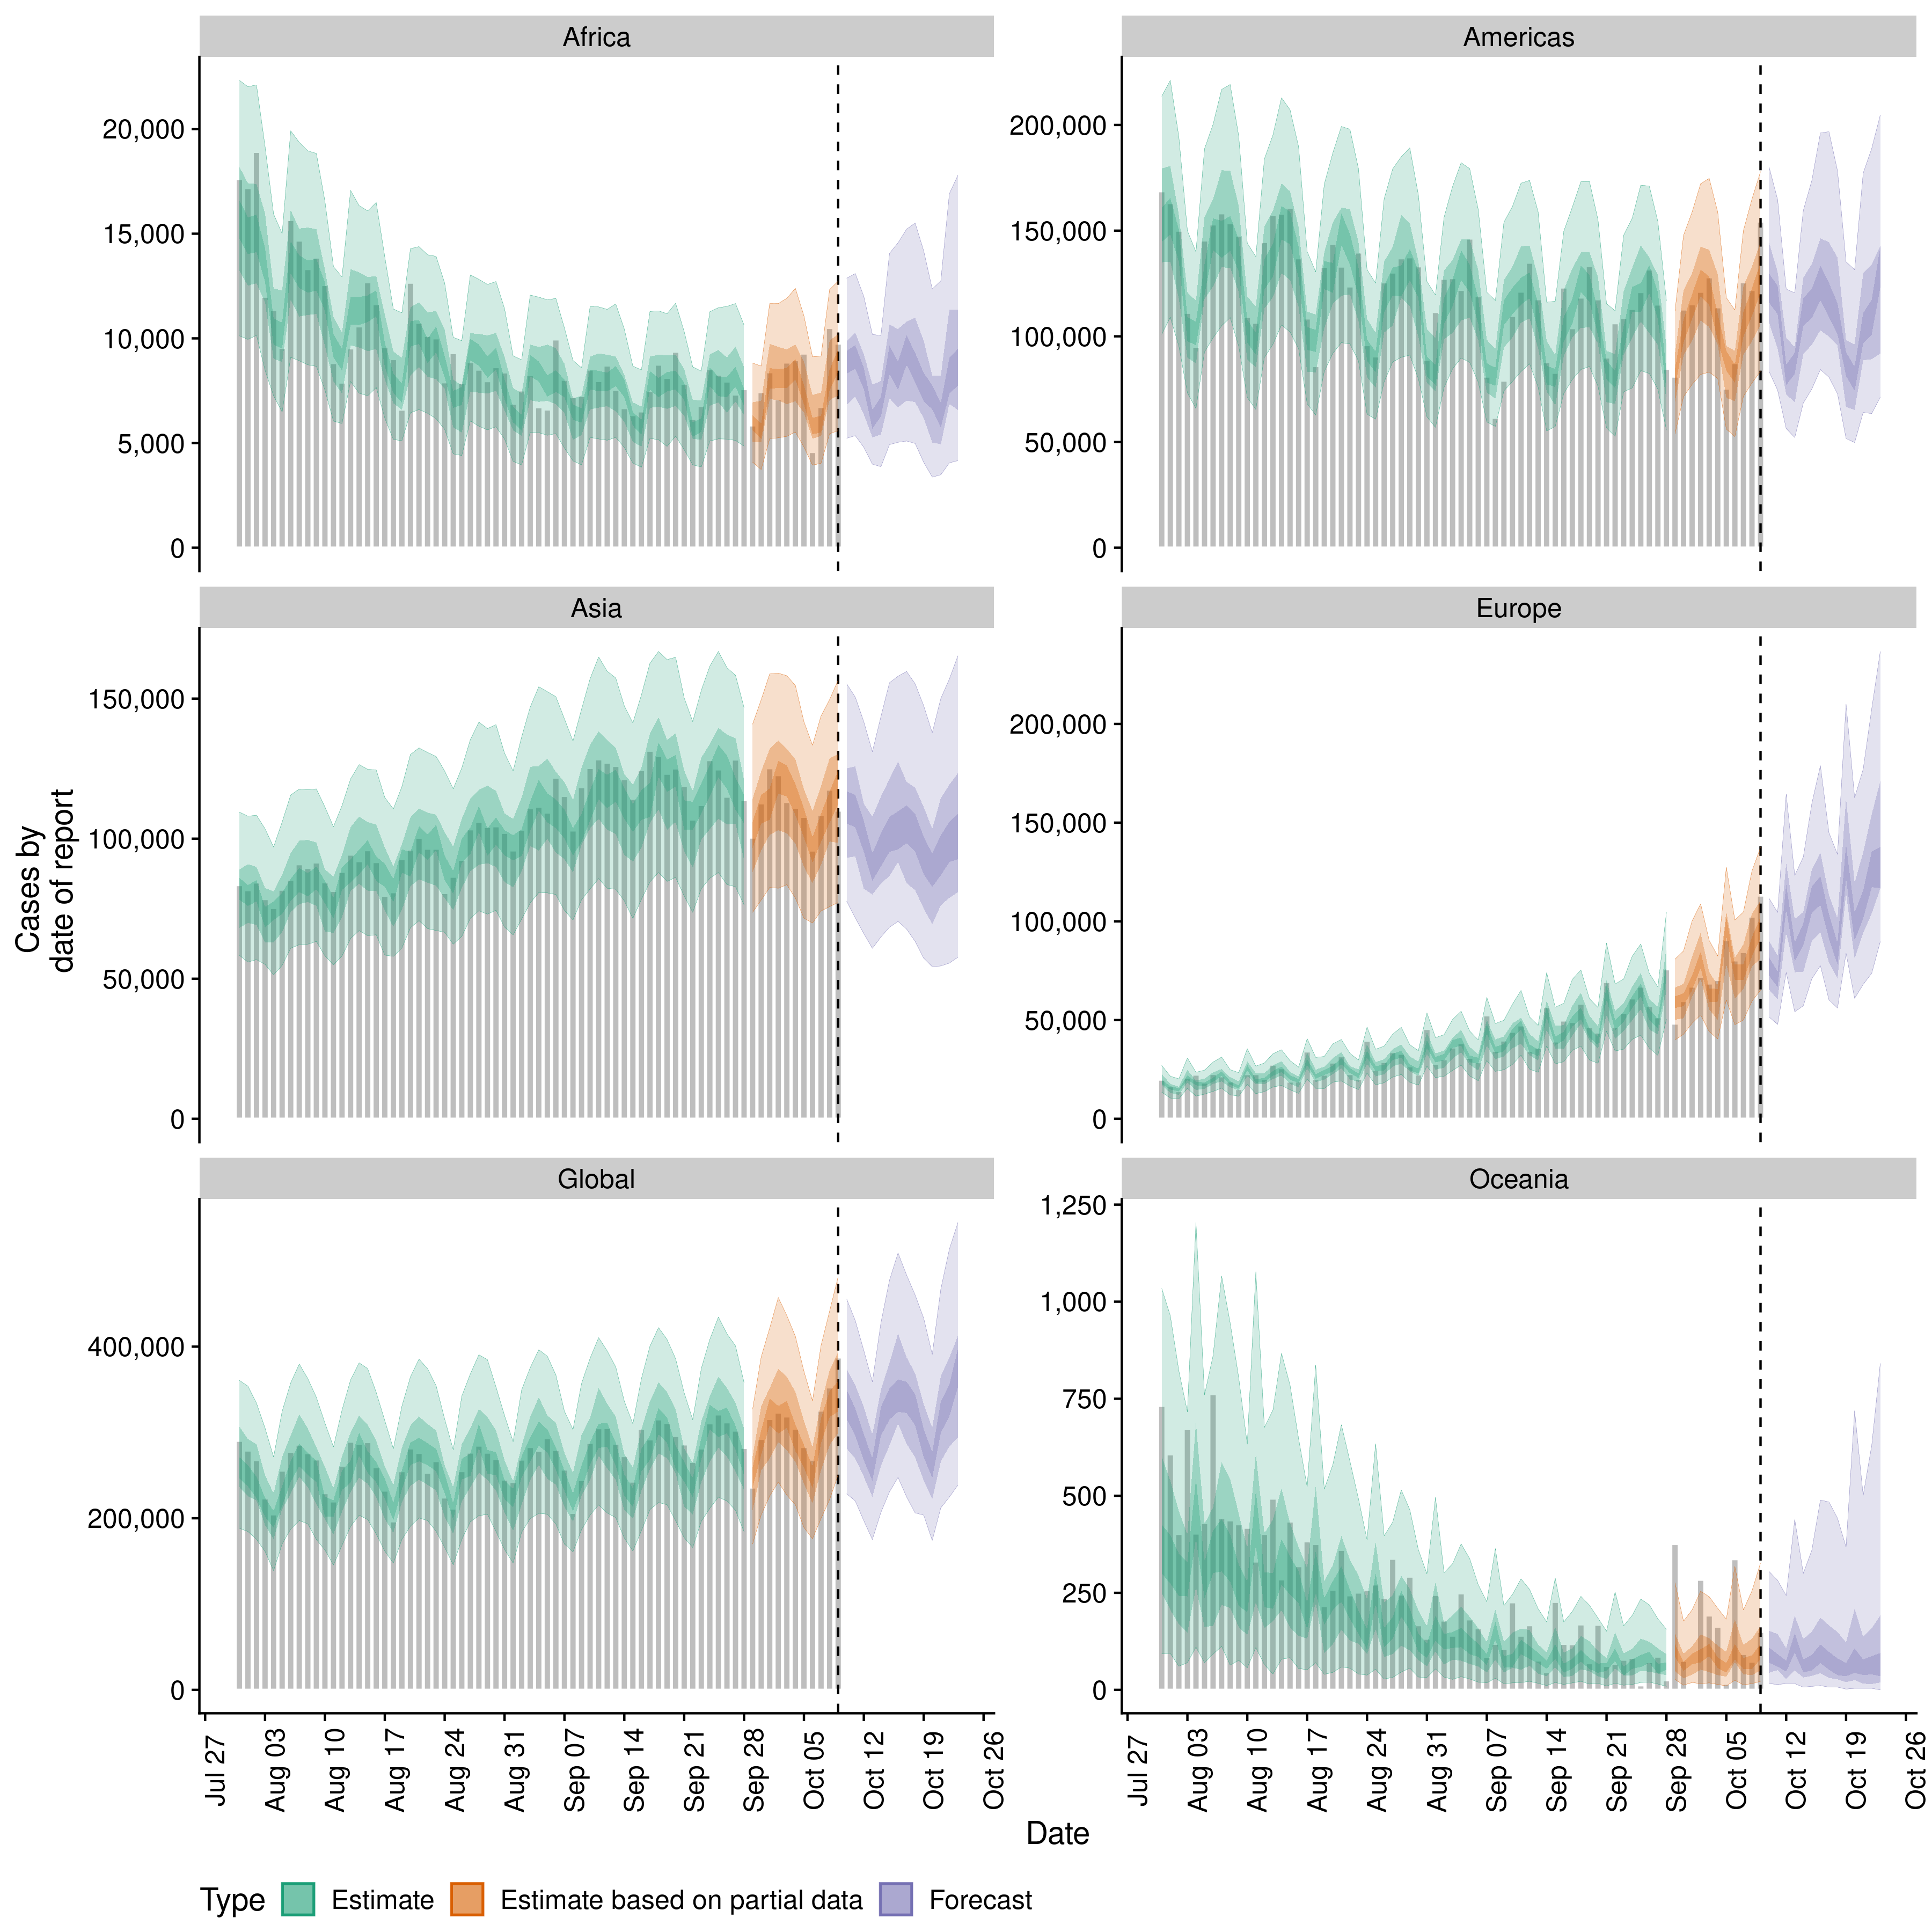 Africa
Americas
20,000
15,000
10,000
5,000
0
200,000
150,000
100,000
50,000
0
Asia
Europe
150,000
100,000
50,000
0
200,000
150,000
100,000
50,000
0
Cases by
date of report
Global
Oceania
400,000
200,000
0
1,250
1,000
750
500
250
0
Jul 27
Aug 03
Aug 10
Aug 17
Aug 24
Aug 31
Sep 07
Sep 14
Sep 21
Sep 28
Oct 05
Oct 12
Oct 19
Oct 26
Jul 27
Aug 03
Aug 10
Aug 17
Aug 24
Aug 31
Sep 07
Sep 14
Sep 21
Sep 28
Oct 05
Oct 12
Oct 19
Oct 26
Date
Type Estimate Estimate based on partial data Forecast